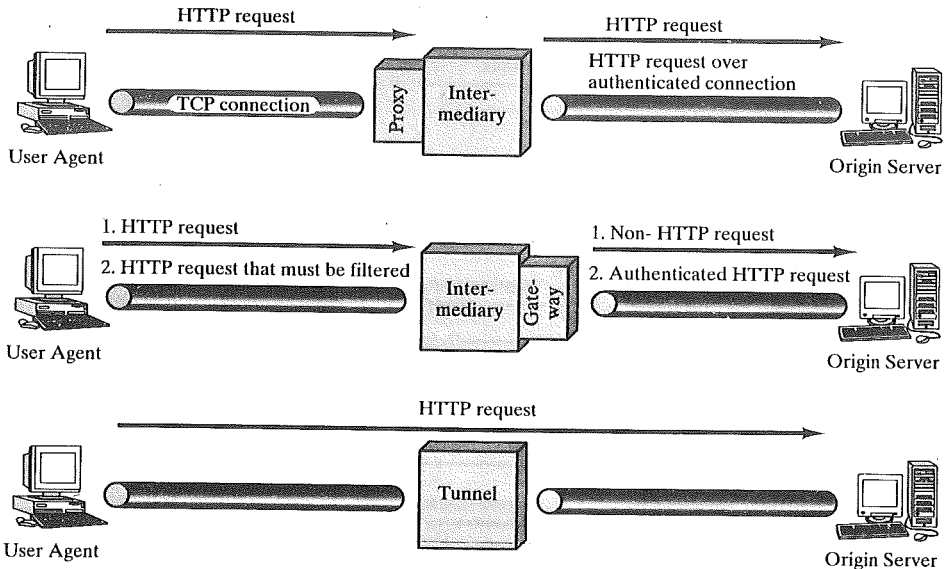 HTTP request
HTTP request
HTTP request over
authenticated connection
TCP connection
Proxy
Inter-
mediary
User Agent
Origin Server
1. HTTP request
1. Non- HTTP request
2. HTTP request that must be filtered
2. Authenticated HTTP request
Inter-
mediary
Gate-
way
User Agent
Origin Server
HTTP request
Tunnel
User Agent
Origin Server